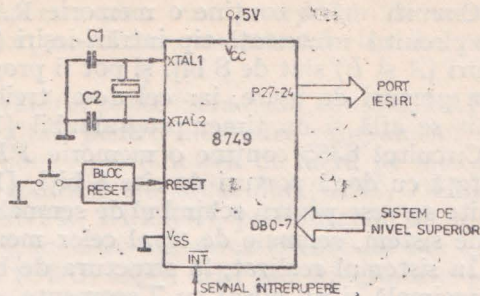 +5V
C1
VCC
XTAL1
P27-24
PORT
IEȘIRI
C2
XTAL2
8749
BLOC
RESET
RESET
DB0-7
SISTEM DE
NIVEL SUPERIOR
VSS
INT
SEMNAL ÎNTRERUPERE